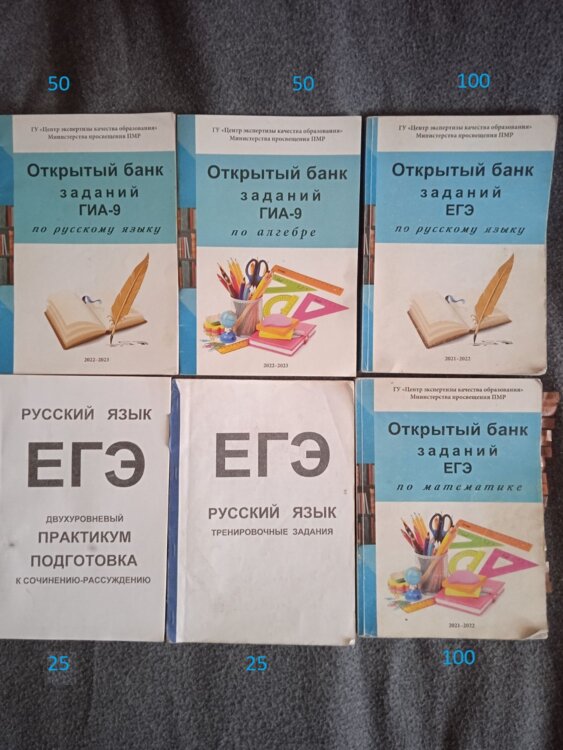 50
50
100
ГУ «Центр экспертизы качества образования»
Министерства просвещения ПМР
Открытый банк
заданий
ГИА-9
по русскому языку
2022-2023
ГУ «Центр экспертизы качества образования»
Министерства просвещения ПМР
Открытый банк
заданий
ГИА-9
по алгебре
2022-2023
ГУ «Центр экспертизы качества образования»
Министерства просвещения ПМР
Открытый банк
заданий
ЕГЭ
по русскому языку
2021-2022
РУССКИЙ ЯЗЫК
ЕГЭ
ДВУХУРОВНЕВЫЙ
ПРАКТИКУМ
ПОДГОТОВКА
К СОЧИНЕНИЮ-РАССУЖДЕНИЮ
ЕГЭ
РУССКИЙ ЯЗЫК
ТРЕНИРОВОЧНЫЕ ЗАДАНИЯ
ГУ «Центр экспертизы качества образования»
Министерства просвещения ПМР
Открытый банк
заданий
ЕГЭ
по математике
2021-2022
25
25
100